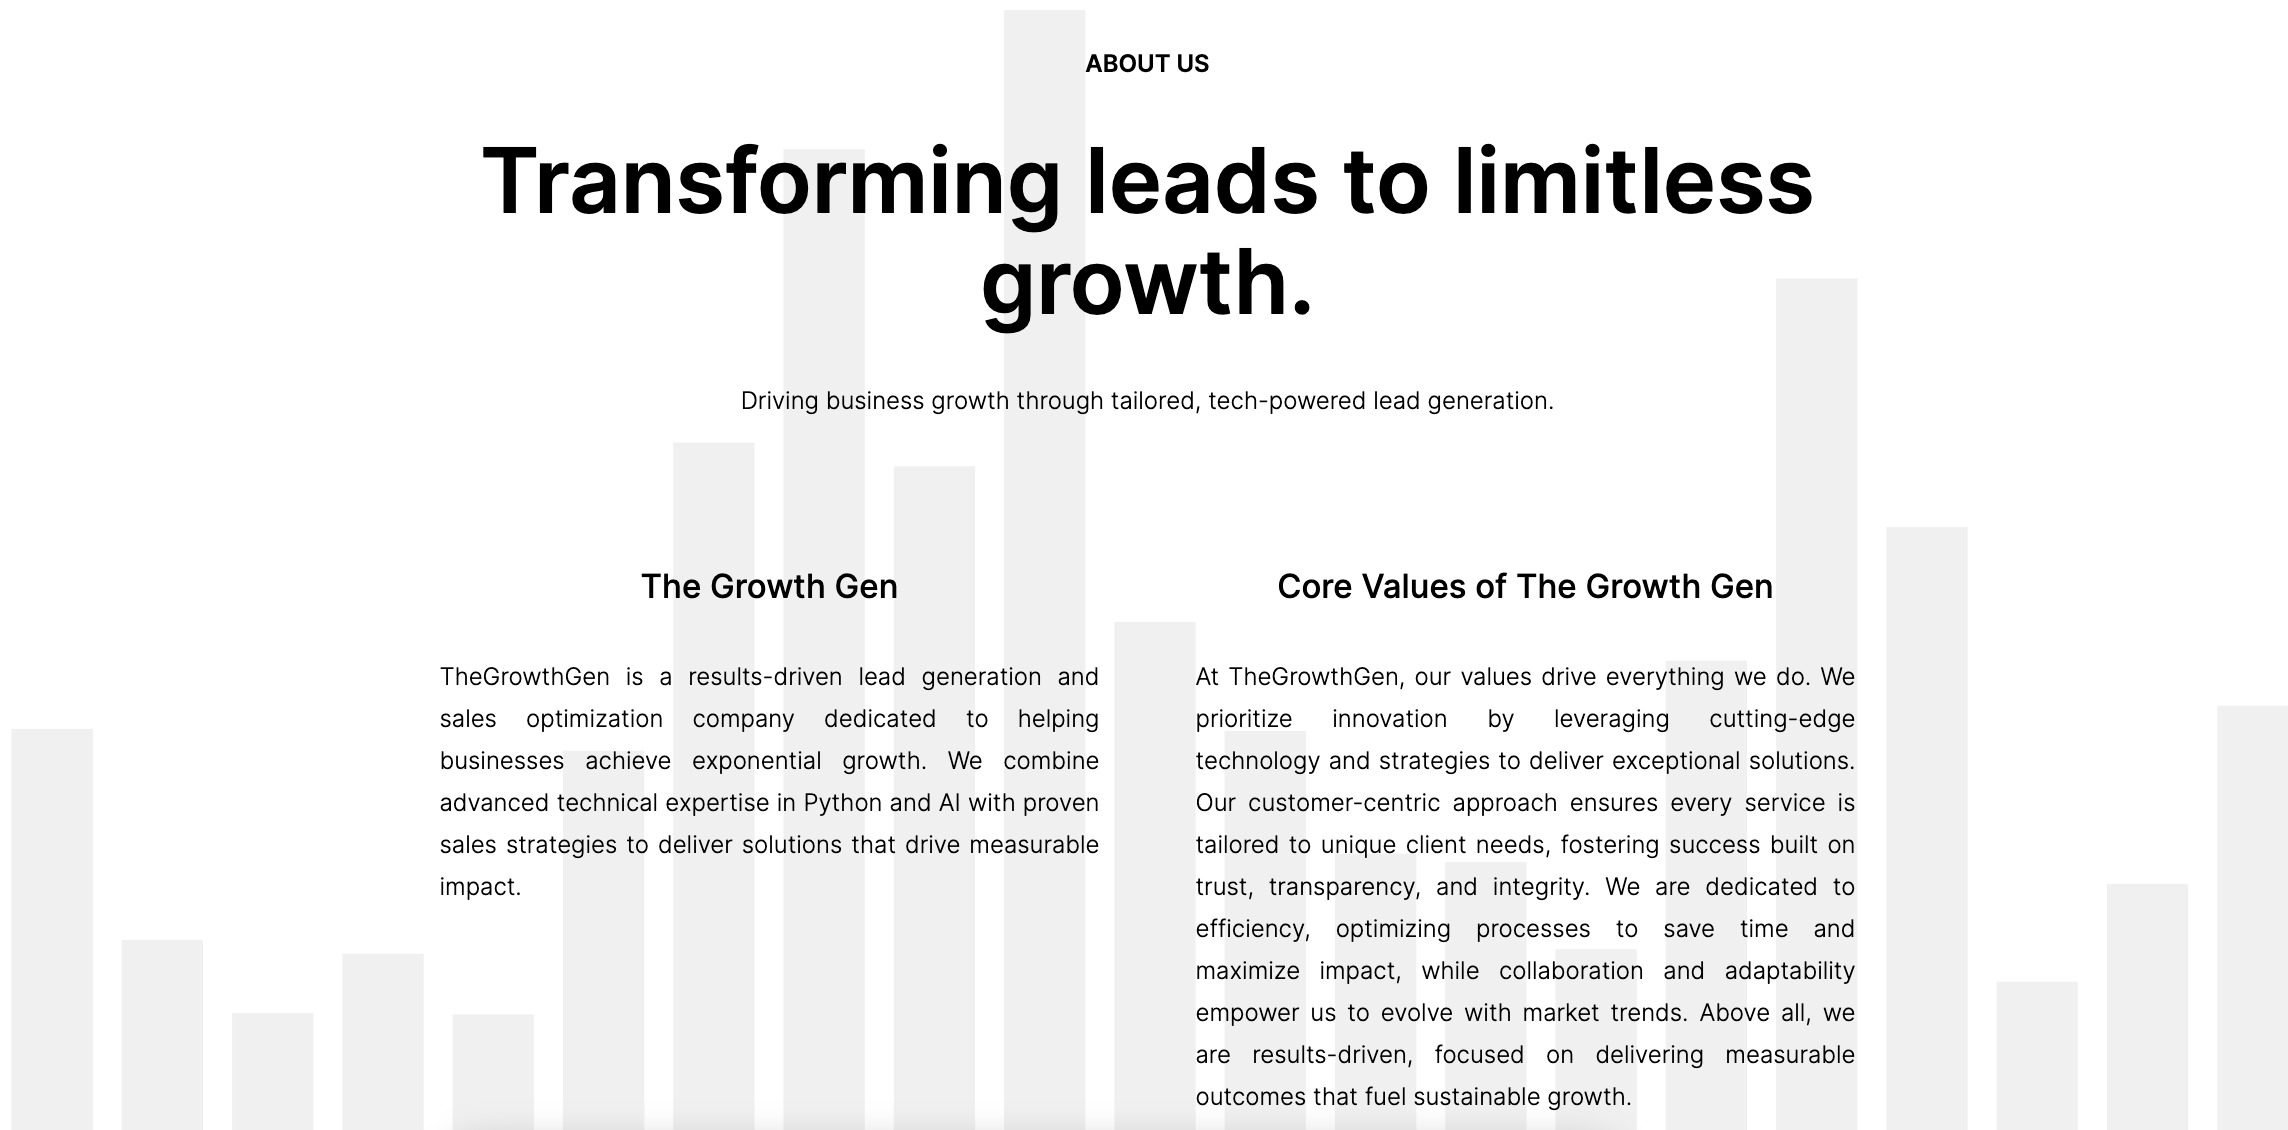 ABOUT US
Transforming leads to limitless
growth.
Driving business growth through tailored, tech-powered lead generation.
The Growth Gen
TheGrowthGen is a results-driven lead generation and
sales optimization company dedicated to helping
businesses achieve exponential growth. We combine
advanced technical expertise in Python and AI with proven
sales strategies to deliver solutions that drive measurable
impact.
Core Values of The Growth Gen
At TheGrowthGen, our values drive everything we do. We
prioritize innovation by leveraging cutting-edge
technology and strategies to deliver exceptional solutions.
Our customer-centric approach ensures every service is
tailored to unique client needs, fostering success built on
trust, transparency, and integrity. We are dedicated to
efficiency, optimizing processes to save time and
maximize impact, while collaboration and adaptability
empower us to evolve with market trends. Above all, we
are results-driven, focused on delivering measurable
outcomes that fuel sustainable growth.